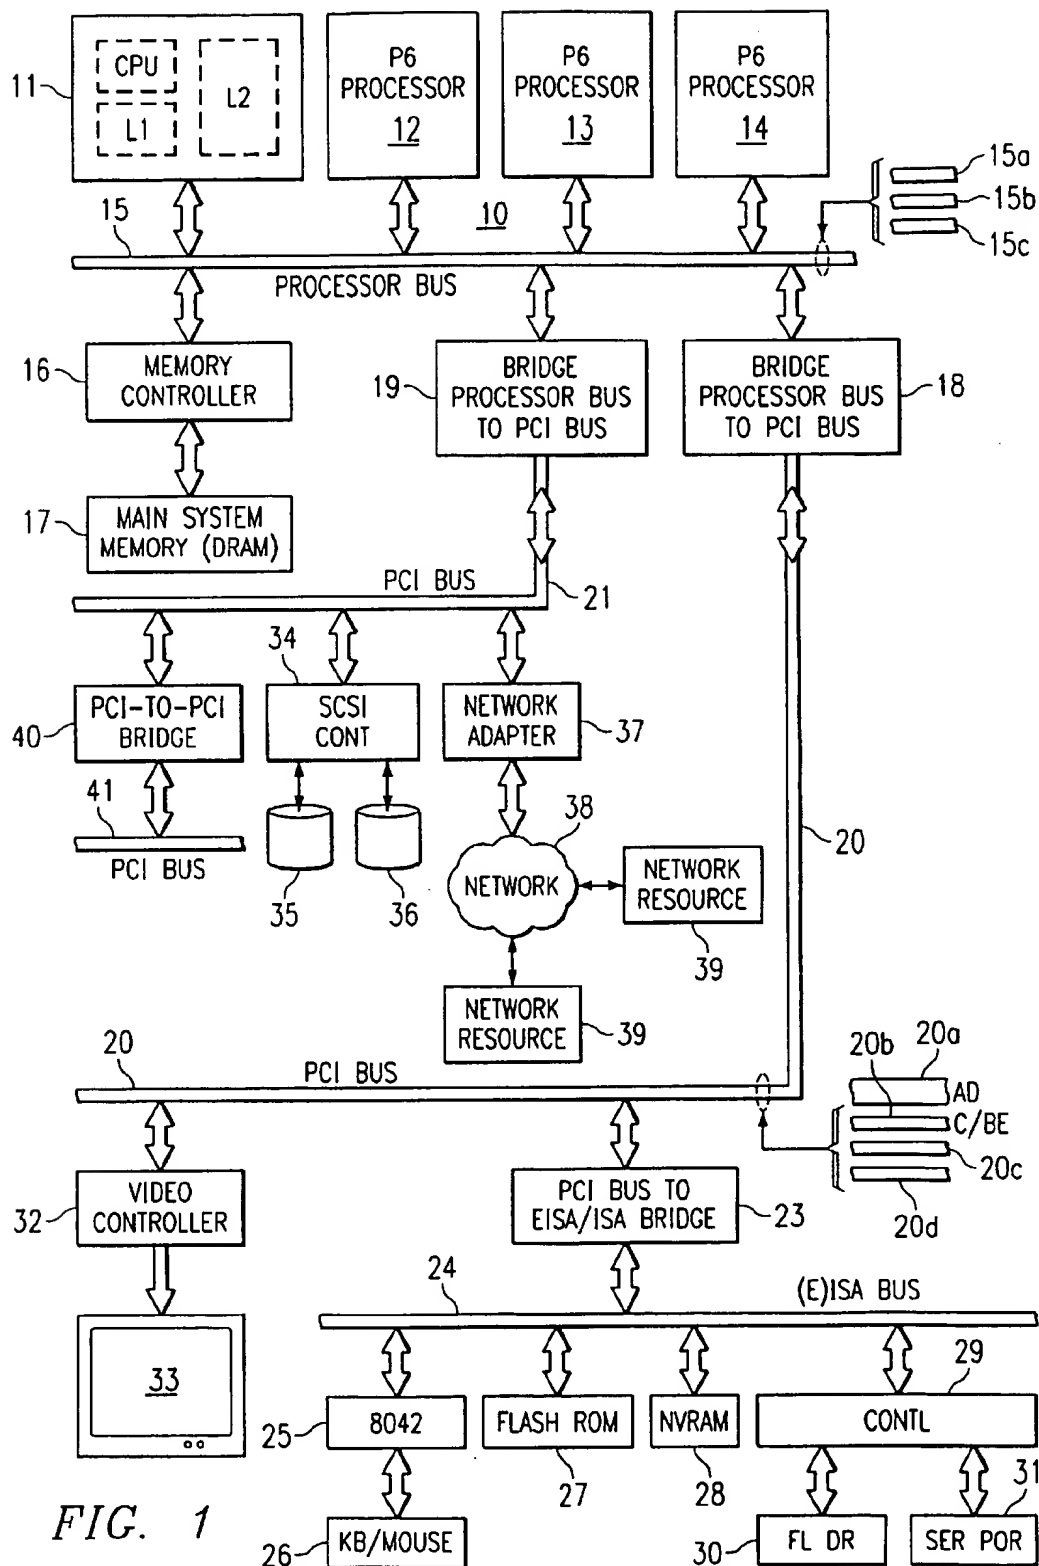 CPU
L1
L2
11
P6
PROCESSOR
12
P6
PROCESSOR
13
P6
PROCESSOR
14
15a
15b
15c
15
10
PROCESSOR BUS
16
MEMORY
CONTROLLER
19
BRIDGE
PROCESSOR BUS
TO PCI BUS
BRIDGE
PROCESSOR BUS
TO PCI BUS
18
17
MAIN SYSTEM
MEMORY (DRAM)
PCI BUS
21
34
40
PCI-TO-PCI
BRIDGE
SCSI
CONT
NETWORK
ADAPTER
37
41
PCI BUS
35
36
38
NETWORK
NETWORK
RESOURCE
39
20
NETWORK
RESOURCE
39
20
PCI BUS
20b
20a
AD
C/BE
20c
20d
32
VIDEO
CONTROLLER
PCI BUS TO
EISA/ISA BRIDGE
23
24
(E)ISA BUS
33
25
8042
FLASH ROM
27
NVRAM
28
29
CONTL
26
KB/MOUSE
30
FL DR
31
SER POR
FIG. 1